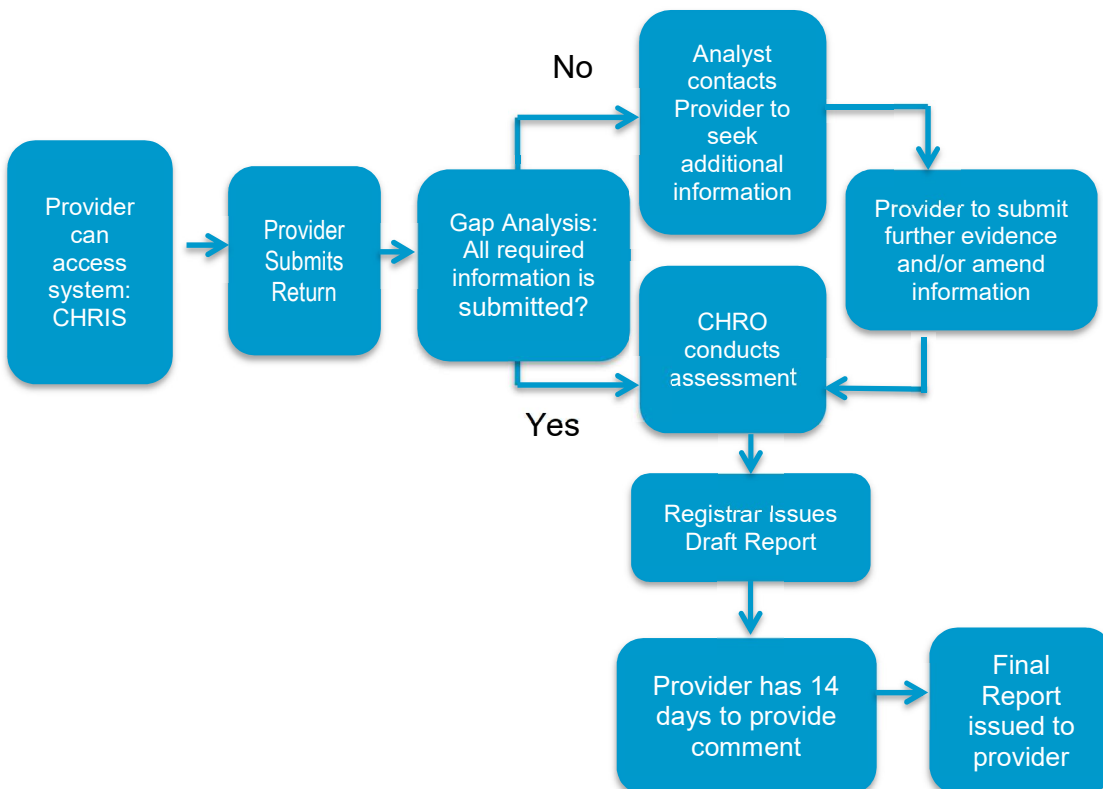 Provider
can
access
system:
CHRIS
Provider
Submits
Return
Gap Analysis:
All required
information is
submitted?
No
Analyst
contacts
Provider to
seek
additional
information
Provider to submit
further evidence
and/or amend
information
Yes
CHRO
conducts
assessment
Registrar Issues
Draft Report
Provider has 14
days to provide
comment
Final
Report
issued to
provider